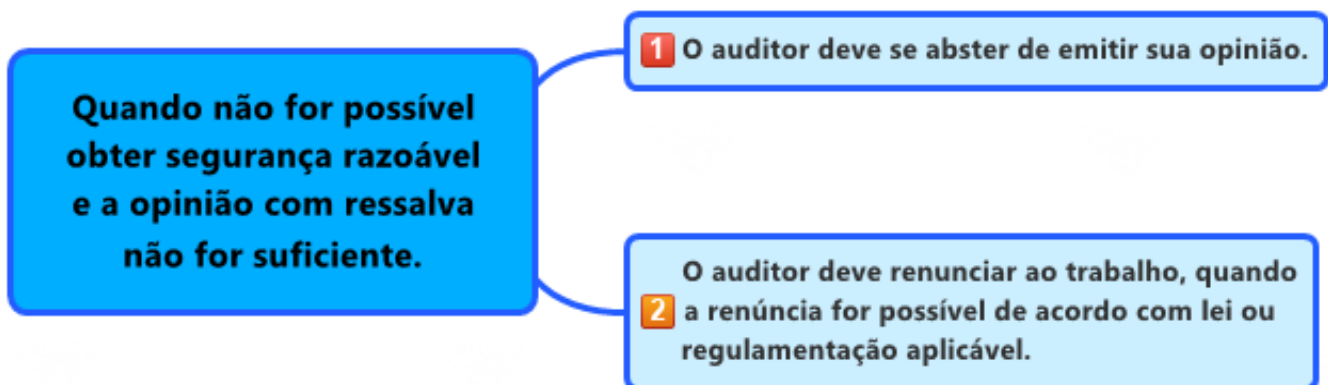 Quando não for possível
obter segurança razoável
e a opinião com ressalva
não for suficiente.
1 O auditor deve se abster de emitir sua opinião.
O auditor deve renunciar ao trabalho, quando
2 a renúncia for possível de acordo com lei ou
regulamentação aplicável.